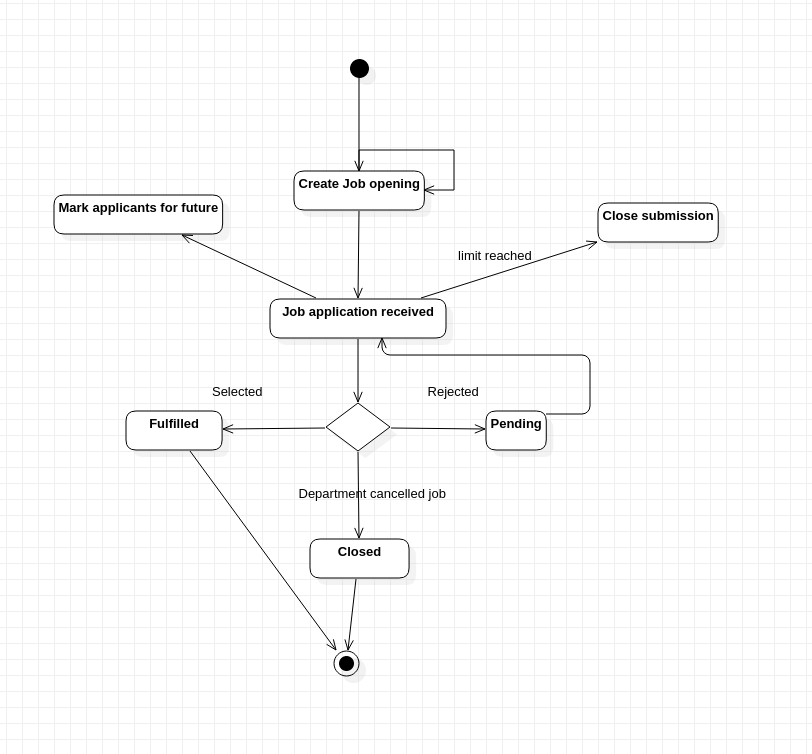 Create Job opening
Mark applicants for future
Close submission
limit reached
Job application received
Selected
Rejected
Fulfilled
Pending
Department cancelled job
Closed